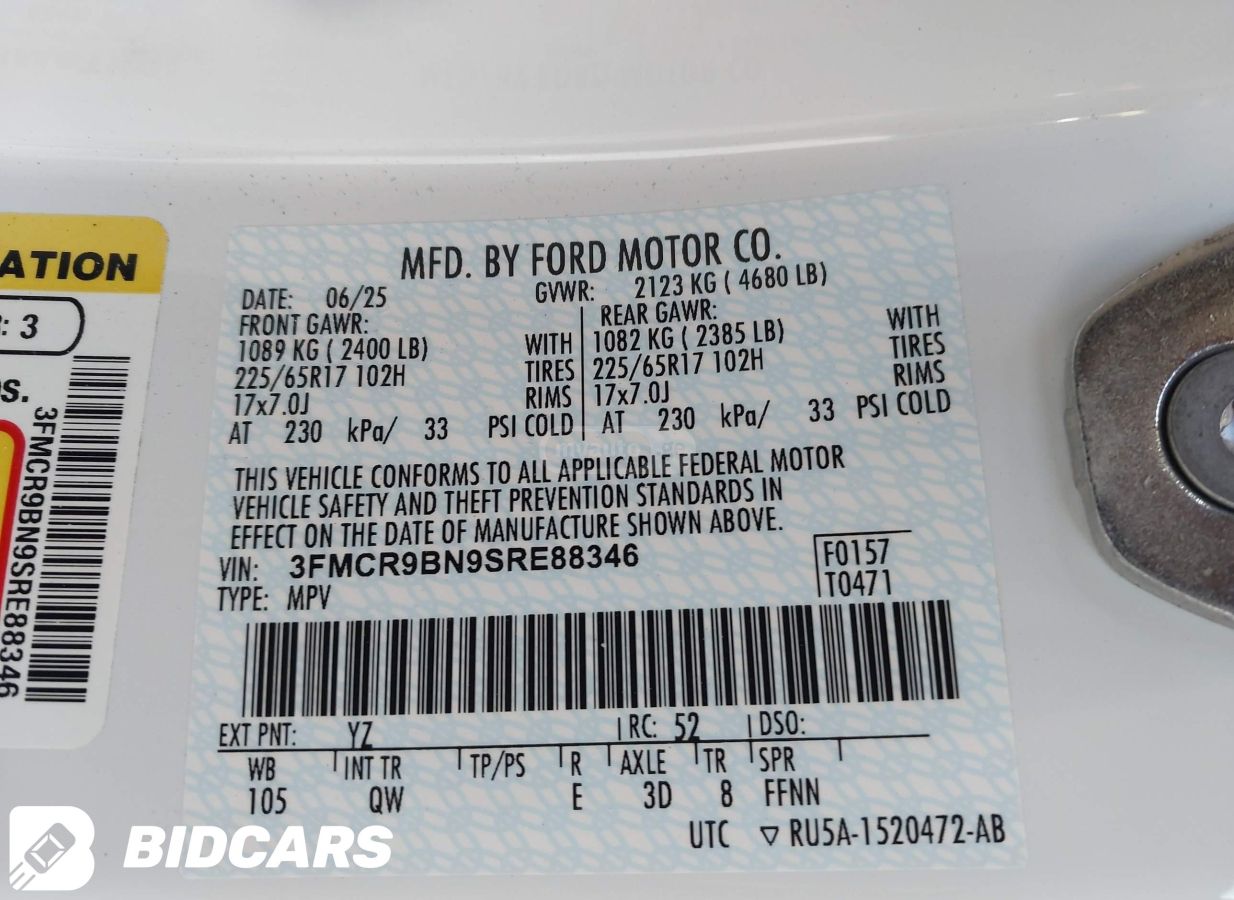 ATION
: 3
os.
3FMCR9BN9SRE88346
MFD. BY FORD MOTOR CO.
DATE: 06/25 GVWR: 2123 KG ( 4680 LB)
FRONT GAWR: REAR GAWR:
1089 KG ( 2400 LB) WITH 1082 KG ( 2385 LB) WITH
225/65R17 102H TIRES 225/65R17 102H TIRES
17x7.0J RIMS 17x7.0J RIMS
AT 230 kPa/ 33 PSI COLD AT 230 kPa/ 33 PSI COLD
THIS VEHICLE CONFORMS TO ALL APPLICABLE FEDERAL MOTOR
VEHICLE SAFETY AND THEFT PREVENTION STANDARDS IN
EFFECT ON THE DATE OF MANUFACTURE SHOWN ABOVE.
VIN: 3FMCR9BN9SRE88346 F0157
TYPE: MPV T0471
EXT PNT: YZ RC: 52 DSO:
WB INT TR TP/PS R AXLE TR SPR
105 QW E 3D 8 FFNN
UTC ▽ RU5A-1520472-AB
BIDCARS